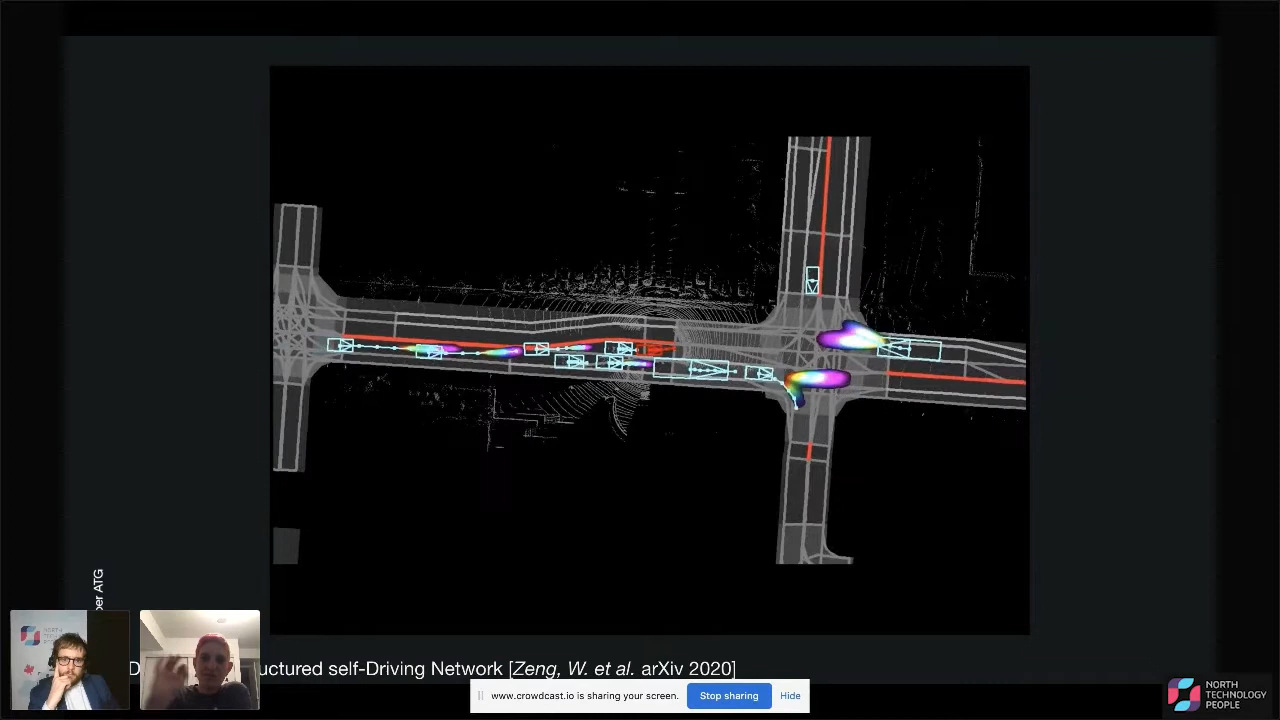 ber ATG
uctured self-Driving Network [Zeng, W. et al. arXiv 2020]
www.crowdcast.io is sharing your screen.
Stop sharing
Hide
NORTH
TECHNOLOGY
PEOPLE